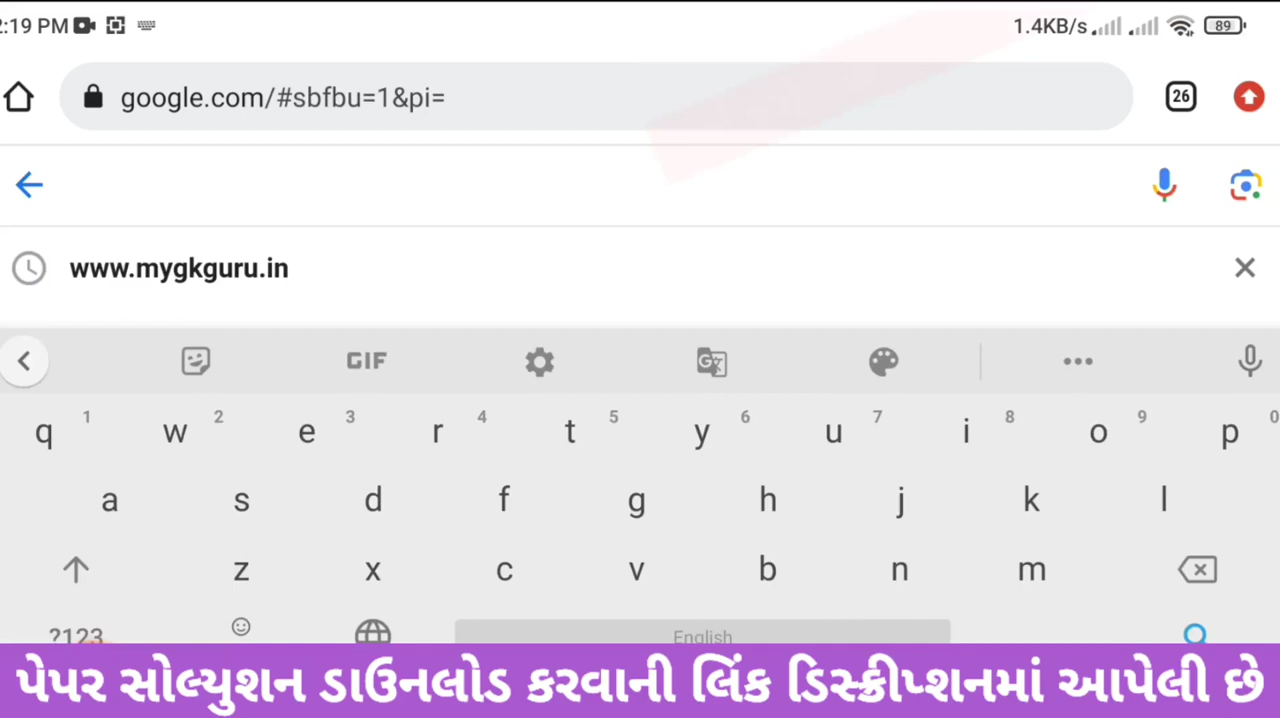 :19 PM
1.4KB/s 89
google.com/#sbfbu=1&pi=
26
www.mygkguru.in
GIF
q 1 w 2 e 3 r 4 t 5 y 6 u 7 i 8 o 9 p 0
a s d f g h j k l
z x c v b n m
?123 English
પેપર સોલ્યુશન ડાઉનલોડ કરવાની લિંક ડિસ્ક્રીપ્શનમાં આપેલી છે